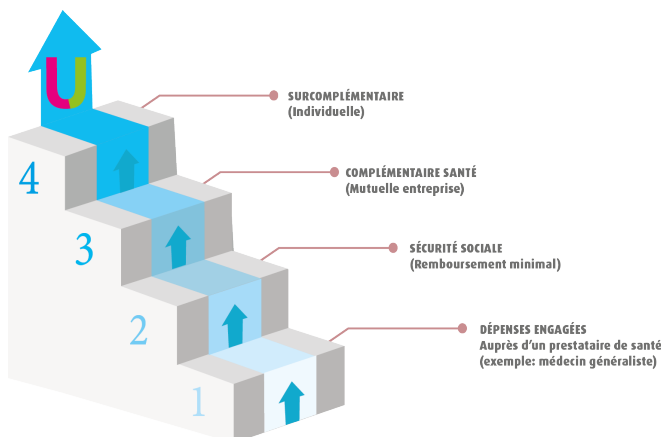 U
4
SURCOMPLÉMENTAIRE
(Individuelle)
3
COMPLÉMENTAIRE SANTÉ
(Mutuelle entreprise)
2
SÉCURITÉ SOCIALE
(Remboursement minimal)
1
DÉPENSES ENGAGÉES
Auprès d'un prestataire de santé
(exemple: médecin généraliste)